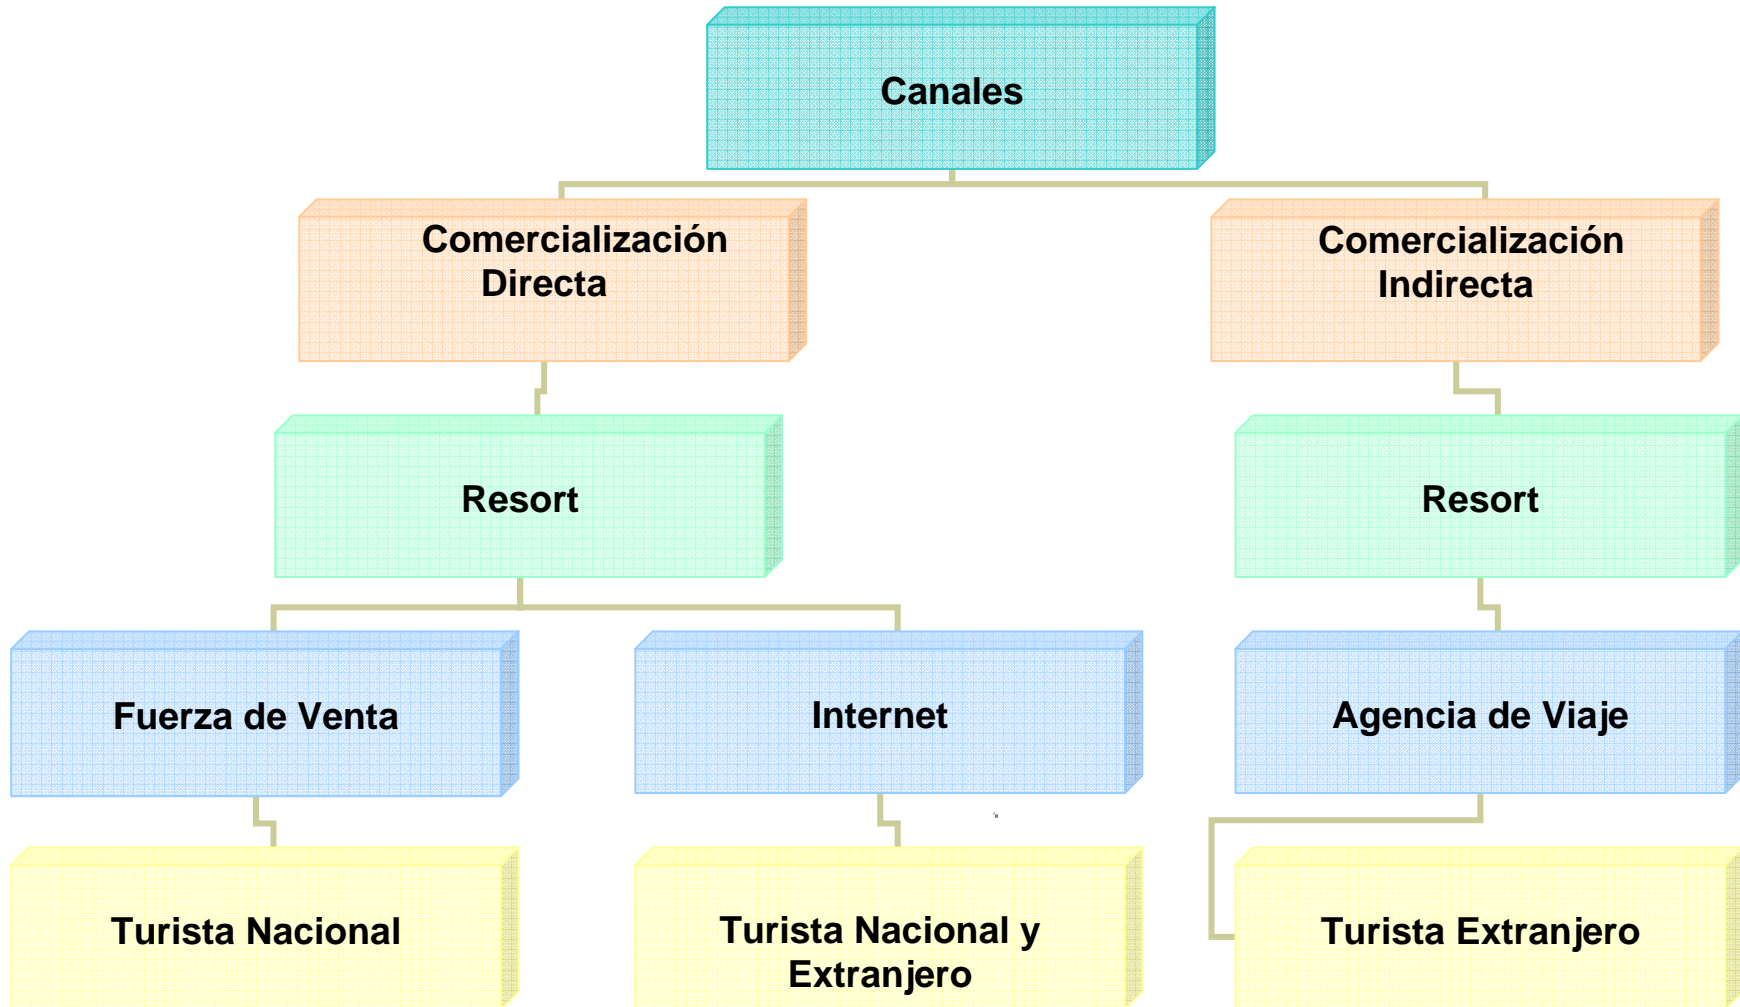 Canales
Comercialización
Directa
Comercialización
Indirecta
Resort
Resort
Fuerza de Venta
Internet
Agencia de Viaje
Turista Nacional
Turista Nacional y
Extranjero
Turista Extranjero